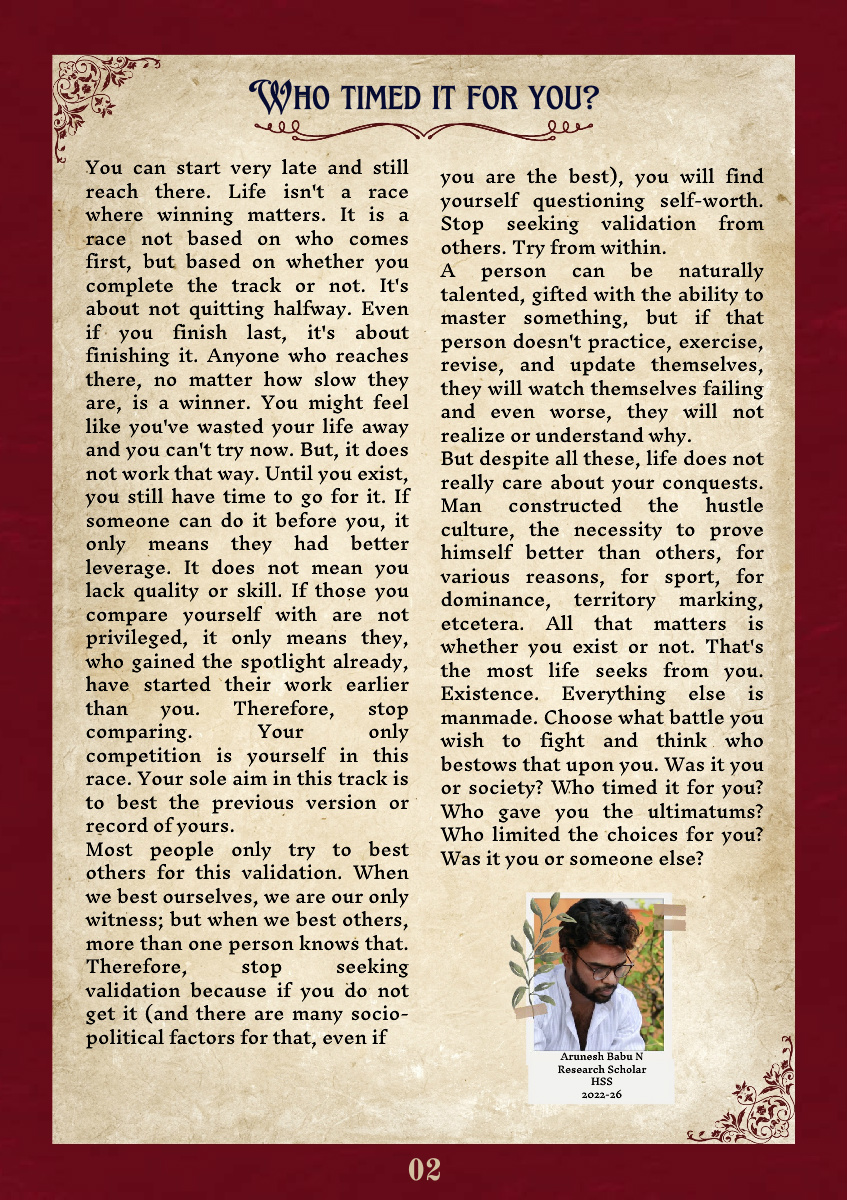 WHO TIMED IT FOR YOU?
You can start very late and still
reach there. Life isn't a race
where winning matters. It is a
race not based on who comes
first, but based on whether you
complete the track or not. It's
about not quitting halfway. Even
if you finish last, it's about
finishing it. Anyone who reaches
there, no matter how slow they
are, is a winner. You might feel
like you've wasted your life away
and you can't try now. But, it does
not work that way. Until you exist,
you still have time to go for it. If
someone can do it before you, it
only means they had better
leverage. It does not mean you
lack quality or skill. If those you
compare yourself with are not
privileged, it only means they,
who gained the spotlight already,
have started their work earlier
than you. Therefore, stop
comparing. Your only
competition is yourself in this
race. Your sole aim in this track is
to best the previous version or
record of yours.
Most people only try to best
others for this validation. When
we best ourselves, we are our only
witness; but when we best others,
more than one person knows that.
Therefore, stop seeking
validation because if you do not
get it (and there are many socio-
political factors for that, even if
you are the best), you will find
yourself questioning self-worth.
Stop seeking validation from
others. Try from within.
A person can be naturally
talented, gifted with the ability to
master something, but if that
person doesn't practice, exercise,
revise, and update themselves,
they will watch themselves failing
and even worse, they will not
realize or understand why.
But despite all these, life does not
really care about your conquests.
Man constructed the hustle
culture, the necessity to prove
himself better than others, for
various reasons, for sport, for
dominance, territory marking,
etcetera. All that matters is
whether you exist or not. That's
the most life seeks from you.
Existence. Everything else is
manmade. Choose what battle you
wish to fight and think who
bestows that upon you. Was it you
or society? Who timed it for you?
Who gave you the ultimatums?
Who limited the choices for you?
Was it you or someone else?
Arunesh Babu N
Research Scholar
HSS
2022-26
02